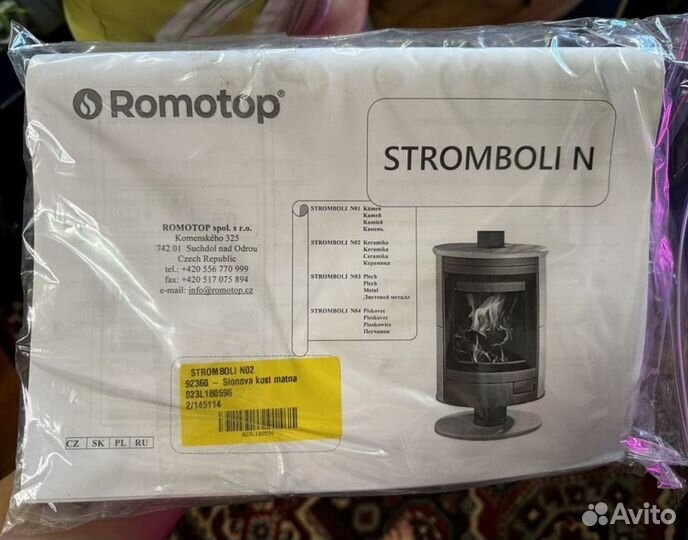 Romotop®
STROMBOLI N
ROMOTOP spol. s r.o.
Komenského 325
742 01 Suchdol nad Odrou
Czech Republic
tel.: +420 556 770 999
fax: +420 517 075 894
e-mail: info@romotop.cz
STROMBOLI N01 Kámen
Kameň
Kamień
Камень
STROMBOLI N02 Keramika
Keramika
Ceramika
Керамика
STROMBOLI N03 Plech
Plech
Metal
Листовой металл
STROMBOLI N04 Pískovec
Pieskovec
Piaskowiec
Песчаник
STROMBOLI N02
92360 – Slonova kost matna
023L180596
2/145114
023L180596
CZ SK PL RU
Avito